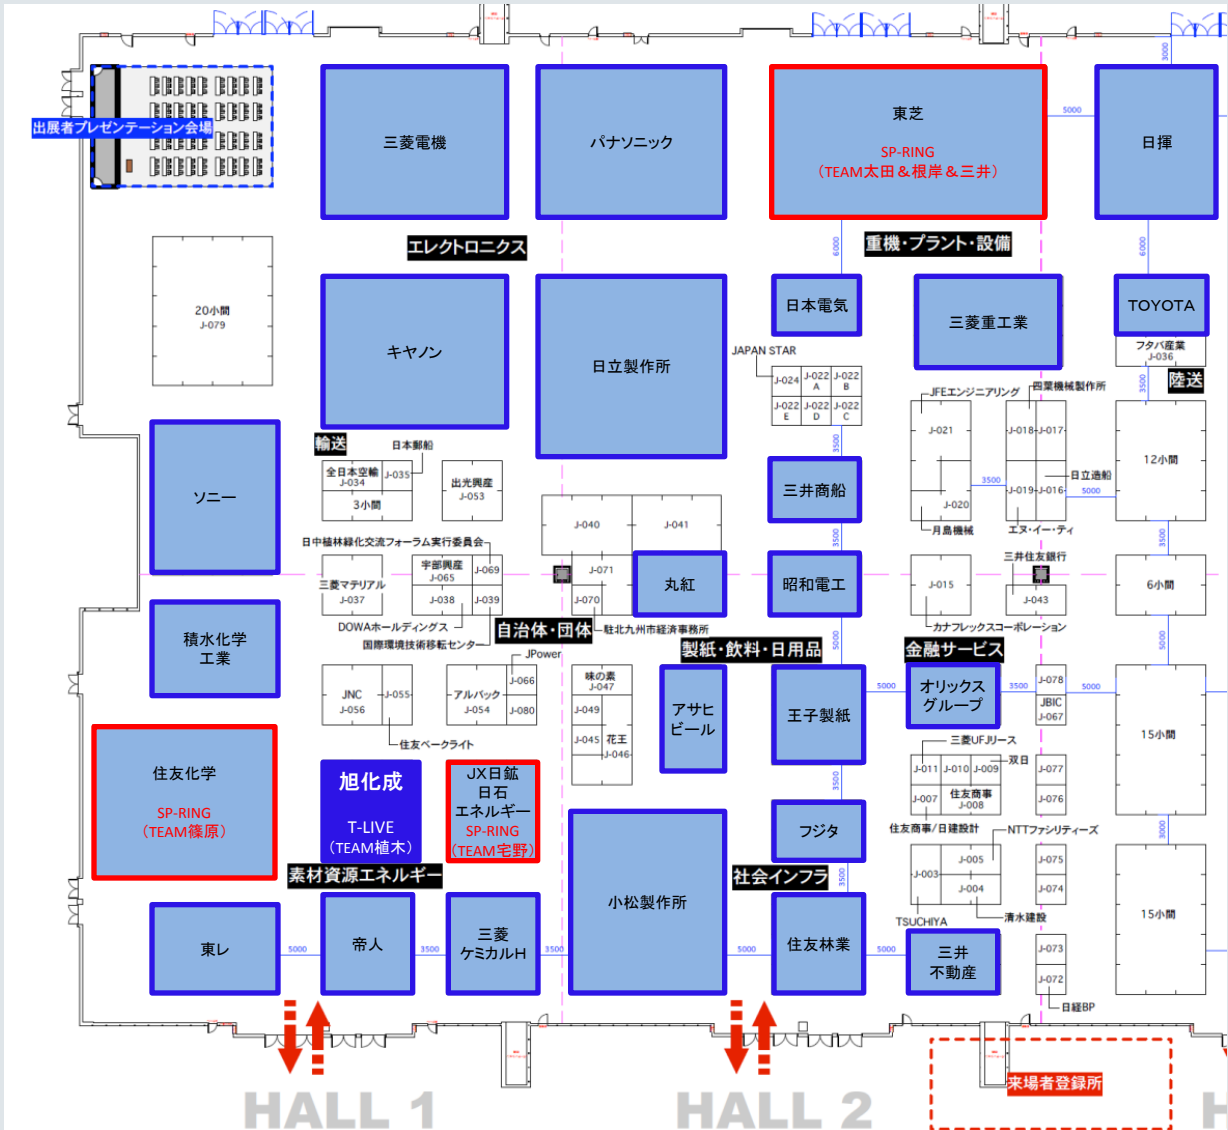 出展者プレゼンテーション会場
三菱電機
パナソニック
東芝
SP-RING
（TEAM太田＆根岸＆三井）
日揮
3000
5000
エレクトロニクス
重機・プラント・設備
6000
6000
20小間
J-079
キヤノン
日立製作所
日本電気
三菱重工業
TOYOTA
フタバ産業
J-036
陸送
3500
JAPAN STAR
J-024
J-022
A
J-022
B
J-022
E
J-022
D
J-022
C
3500
JFEエンジニアリング
四葉機械製作所
J-021
J-018
J-017
12小間
日立造船
3500
J-019
J-016
5000
J-020
月島機械
エヌ・イー・ティ
輸送
日本郵船
全日本空輸
J-034
J-035
3小間
出光興産
J-053
ソニー
三井商船
J-040
J-041
3500
3500
日中植林緑化交流フォーラム実行委員会
三菱マテリアル
J-037
宇部興産
J-065
J-069
J-038
J-039
DOWAホールディングス
国際環境技術移転センター
J-071
J-070
駐北九州市経済事務所
丸紅
昭和電工
三井住友銀行
J-015
J-043
カナフレックスコーポレーション
6小間
積水化学
工業
自治体・団体
製紙・飲料・日用品
金融サービス
5000
5000
JPower
JNC
J-056
J-055
住友ベークライト
アルバック
J-054
J-066
J-080
味の素
J-047
J-049
J-045
花王
J-046
アサヒ
ビール
王子製紙
5000
オリックス
グループ
3500
J-078
JBIC
J-067
5000
15小間
住友化学
SP-RING
（TEAM篠原）
旭化成
T-LIVE
（TEAM植木）
JX日鉱
日石
エネルギー
SP-RING
（TEAM宅野）
三菱UFJリース
双日
J-011
J-010
J-009
J-007
住友商事
J-008
住友商事/日建設計
J-077
J-076
3500
フジタ
NTTファシリティーズ
J-005
J-003
J-004
TSUCHIYA
清水建設
J-075
J-074
3000
素材資源エネルギー
社会インフラ
3500
小松製作所
東レ
5000
帝人
3500
三菱
ケミカルH
3500
5000
住友林業
5000
三井
不動産
J-073
J-072
日経BP
15小間
HALL 1
HALL 2
来場者登録所
H